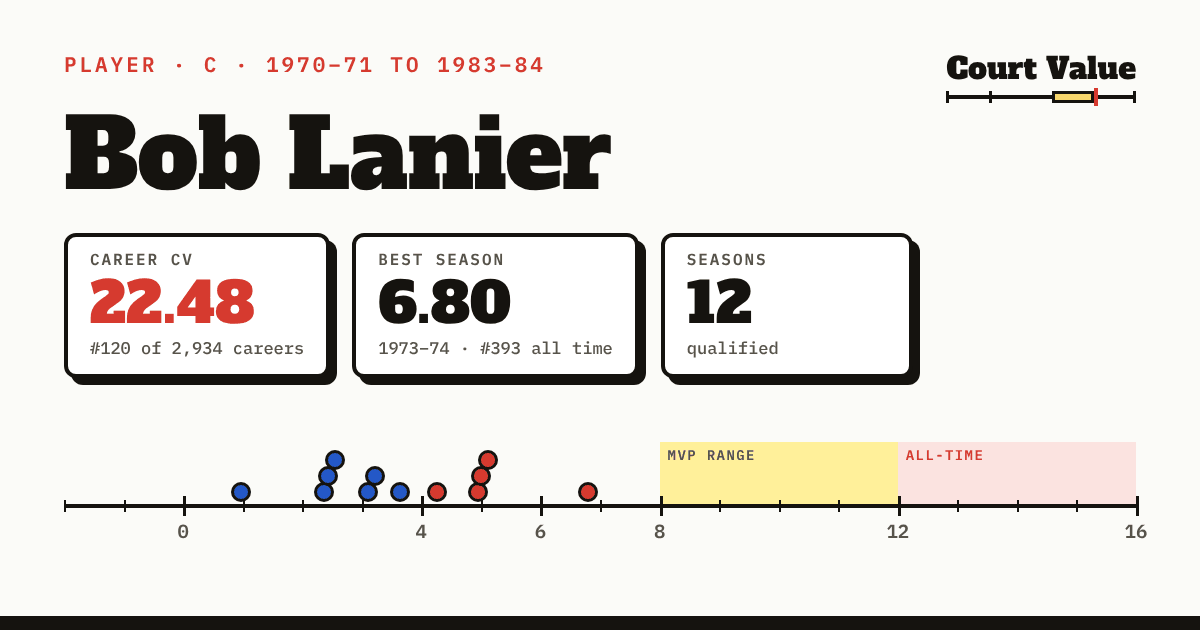 PLAYER · C · 1970–71 TO 1983–84
Court Value
Bob Lanier
CAREER CV
22.48
#120 of 2,934 careers
BEST SEASON
6.80
1973–74 · #393 all time
SEASONS
12
qualified
MVP RANGE
ALL-TIME
0 4 6 8 12 16